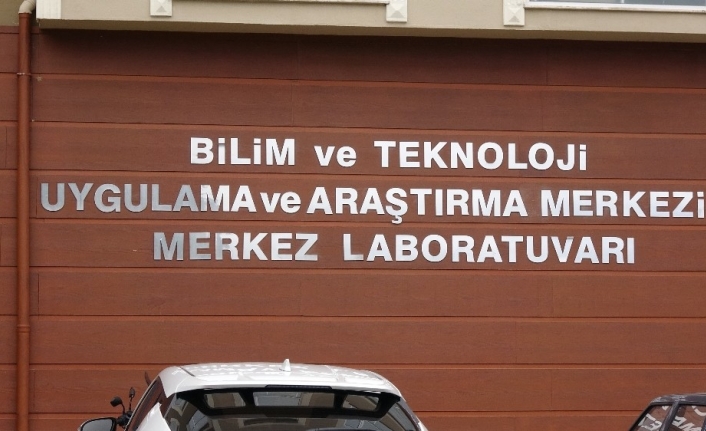 BiLiM ve TEKNOLOJi
UYGULAMA ve ARAŞTIRMA MERKEZi
MERKEZ LABORATUVARI